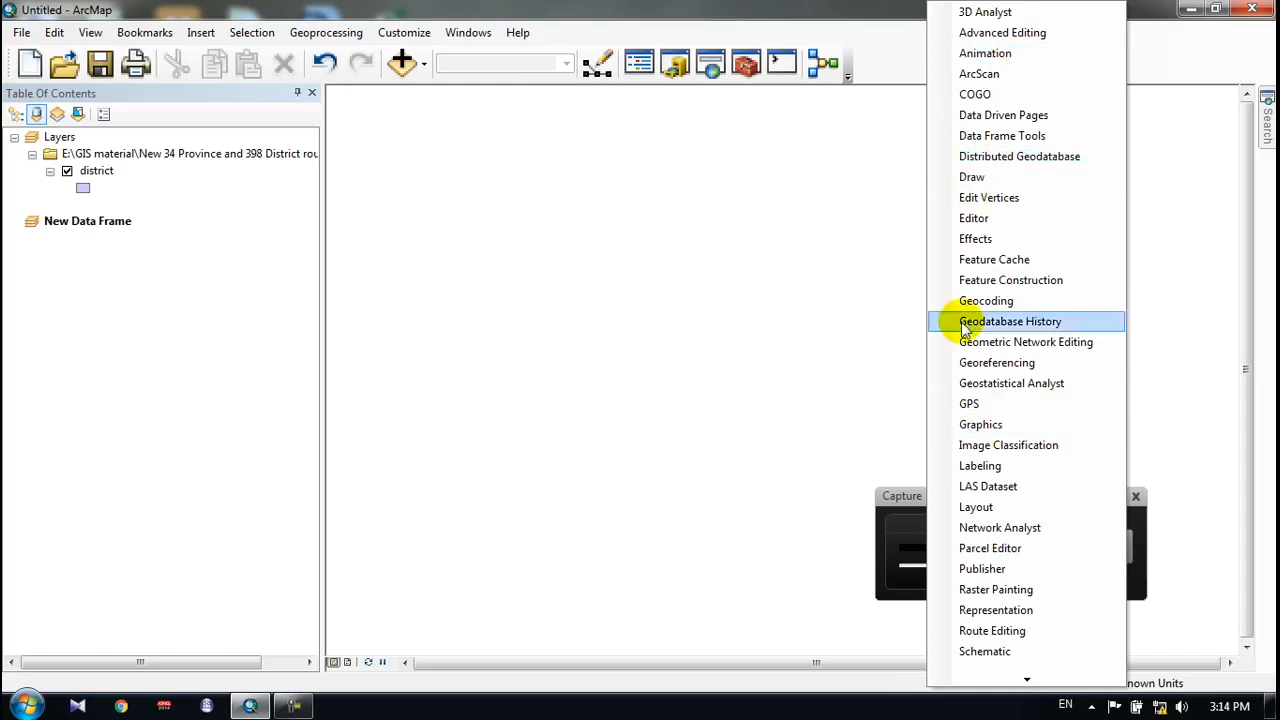 Untitled - ArcMap
File Edit View Bookmarks Insert Selection Geoprocessing Customize Windows Help
Table Of Contents
Layers
E:\GIS material\New 34 Province and 398 District rou
district
New Data Frame
3D Analyst
Advanced Editing
Animation
ArcScan
COGO
Data Driven Pages
Data Frame Tools
Distributed Geodatabase
Draw
Edit Vertices
Editor
Effects
Feature Cache
Feature Construction
Geocoding
Geodatabase History
Geometric Network Editing
Georeferencing
Geostatistical Analyst
GPS
Graphics
Image Classification
Labeling
LAS Dataset
Layout
Network Analyst
Parcel Editor
Publisher
Raster Painting
Representation
Route Editing
Schematic
Search
Capture
nown Units
EN
3:14 PM